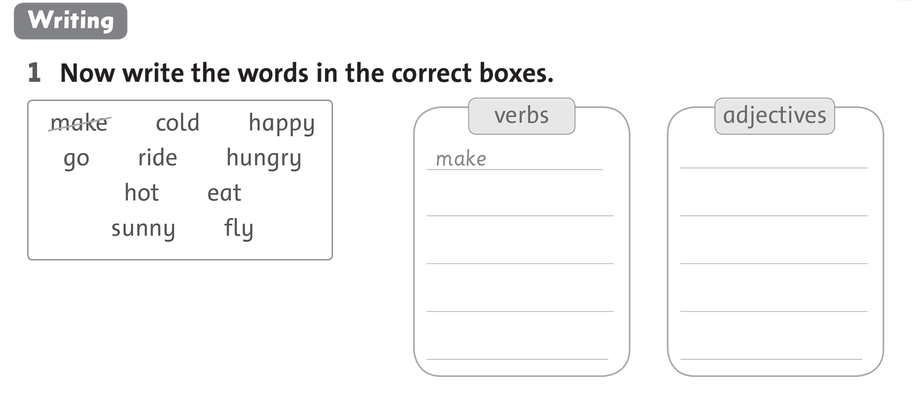 Writing
1 Now write the words in the correct boxes.
make cold happy
go ride hungry
hot eat
sunny fly
verbs
make
adjectives